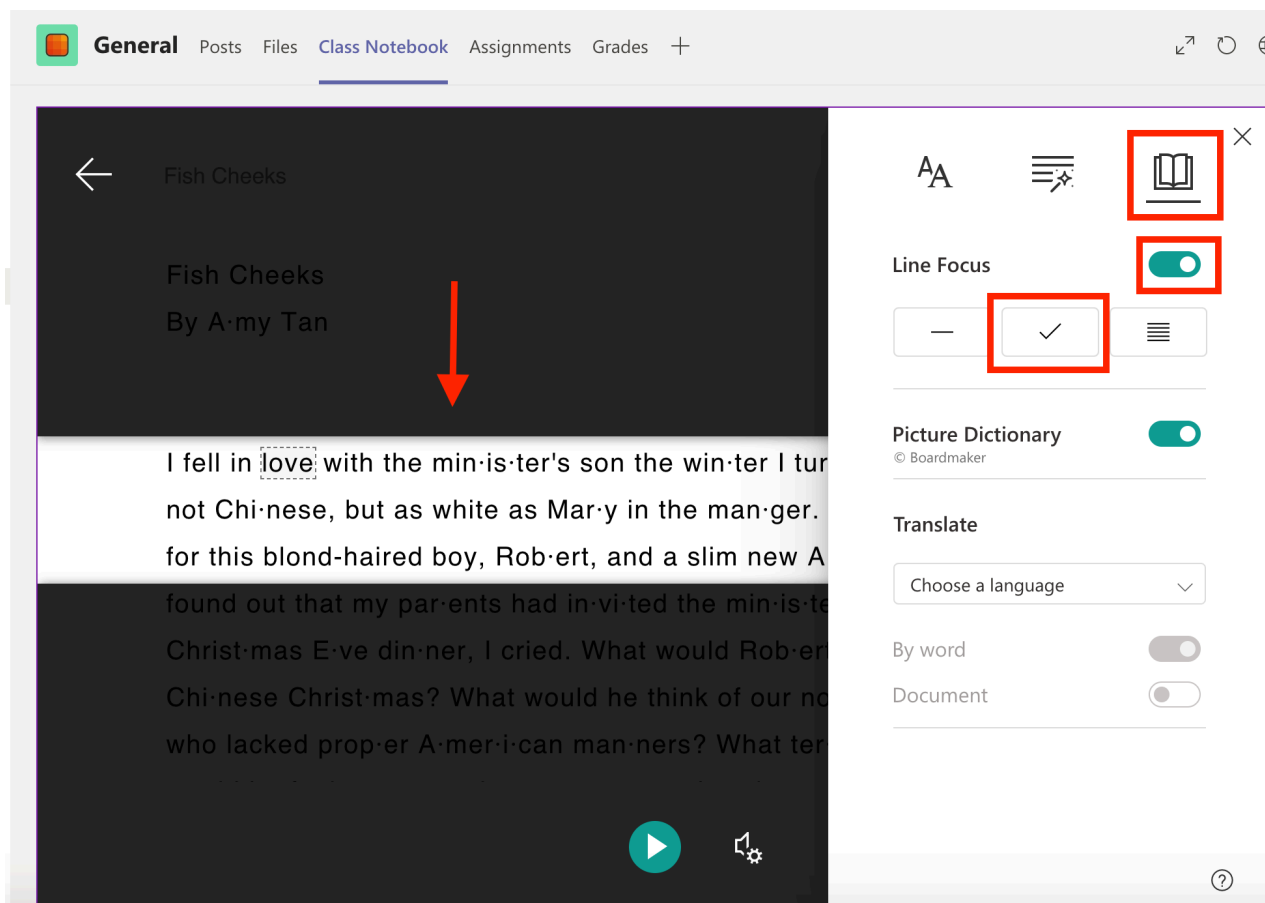 General Posts Files Class Notebook Assignments Grades
Fish Cheeks
Fish Cheeks
By A·my Tan
I fell in love with the min·is·ter's son the win·ter I tur
not Chi·nese, but as white as Mar·y in the man·ger.
for this blond-haired boy, Rob·ert, and a slim new A
found out that my par·ents had in·vi·ted the min·is·te
Christ·mas E·ve din·ner, I cried. What would Rob·ert
Chi·nese Christ·mas? What would he think of our no
who lacked prop·er A·mer·i·can man·ners? What ter·
AA
Line Focus
Picture Dictionary
© Boardmaker
Translate
Choose a language
By word
Document